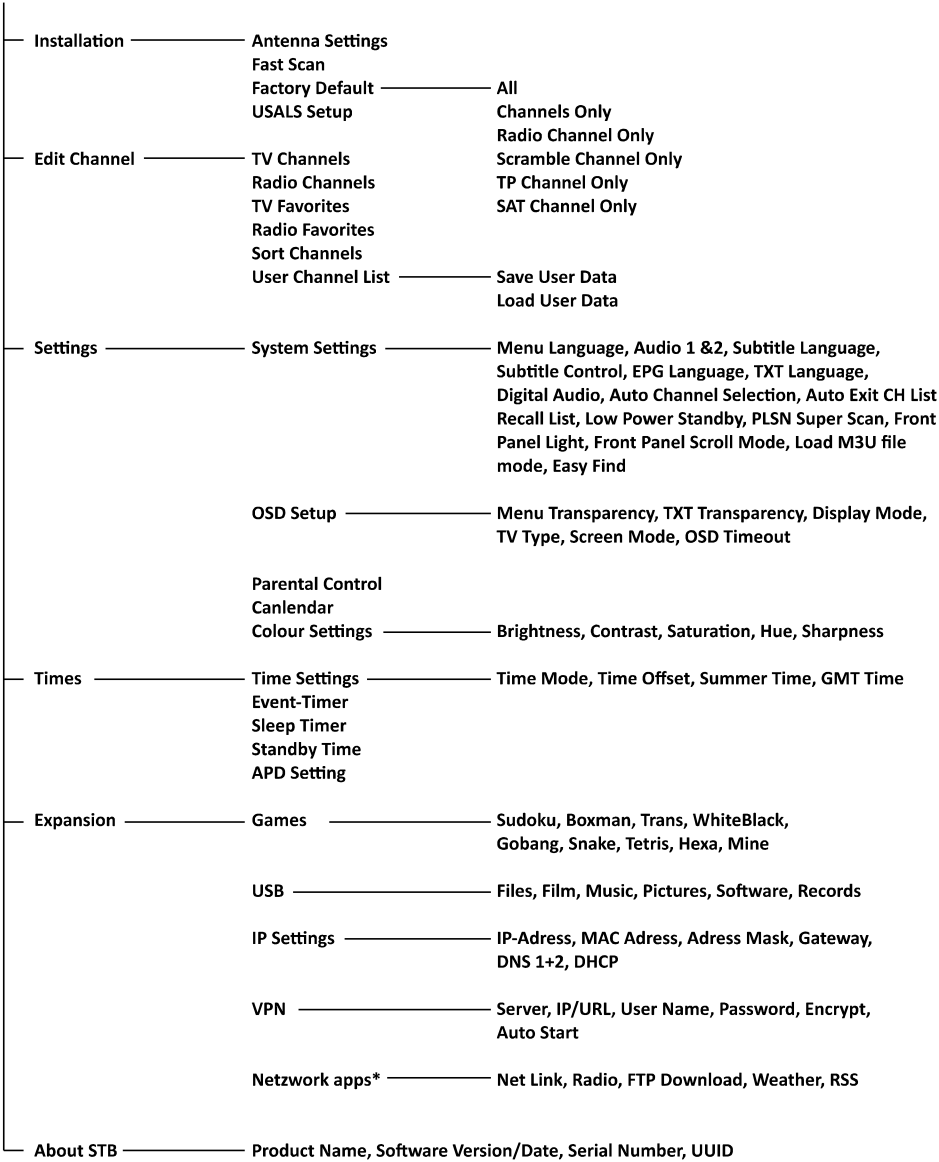 Installation Antenna Settings
Fast Scan
Factory Default All
USALS Setup Channels Only
Radio Channel Only
Edit Channel TV Channels Scramble Channel Only
Radio Channels TP Channel Only
TV Favorites SAT Channel Only
Radio Favorites
Sort Channels
User Channel List Save User Data
Load User Data
Settings System Settings Menu Language, Audio 1 &2, Subtitle Language,
Subtitle Control, EPG Language, TXT Language,
Digital Audio, Auto Channel Selection, Auto Exit CH List
Recall List, Low Power Standby, PLSN Super Scan, Front
Panel Light, Front Panel Scroll Mode, Load M3U file
mode, Easy Find
OSD Setup Menu Transparency, TXT Transparency, Display Mode,
TV Type, Screen Mode, OSD Timeout
Parental Control
Canlendar
Colour Settings Brightness, Contrast, Saturation, Hue, Sharpness
Times Time Settings Time Mode, Time Offset, Summer Time, GMT Time
Event-Timer
Sleep Timer
Standby Time
APD Setting
Expansion Games Sudoku, Boxman, Trans, WhiteBlack,
Gobang, Snake, Tetris, Hexa, Mine
USB Files, Film, Music, Pictures, Software, Records
IP Settings IP-Adress, MAC Adress, Adress Mask, Gateway,
DNS 1+2, DHCP
VPN Server, IP/URL, User Name, Password, Encrypt,
Auto Start
Netzwork apps* Net Link, Radio, FTP Download, Weather, RSS
About STB Product Name, Software Version/Date, Serial Number, UUID